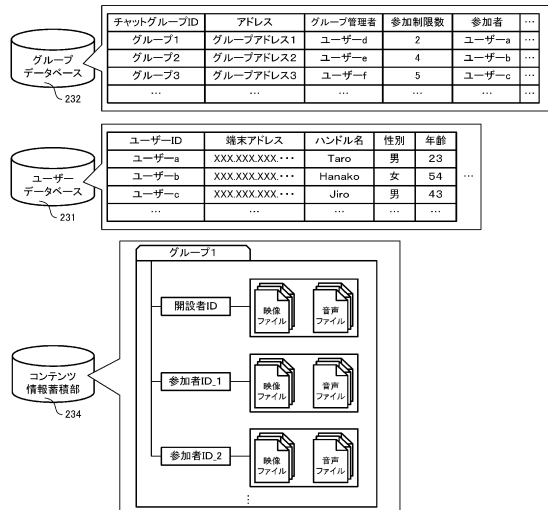 チャットグループID アドレス グループ管理者 参加制限数 参加者 …
グループ1 グループアドレス1 ユーザーd 2 ユーザーa …
グループ2 グループアドレス2 ユーザーe 4 ユーザーb …
グループ3 グループアドレス3 ユーザーf 5 ユーザーc …
… … … … … …
グループ
データベース
232
ユーザーID 端末アドレス ハンドル名 性別 年齢
ユーザーa XXX.XXX.XXX.・・・ Taro 男 23
ユーザーb XXX.XXX.XXX.・・・ Hanako 女 54 …
ユーザーc XXX.XXX.XXX.・・・ Jiro 男 43
… … … … …
ユーザー
データベース
231
グループ1
開設者ID
映像
ファイル
音声
ファイル
コンテンツ
情報蓄積部
234
参加者ID_1
映像
ファイル
音声
ファイル
参加者ID_2
映像
ファイル
音声
ファイル
⋮